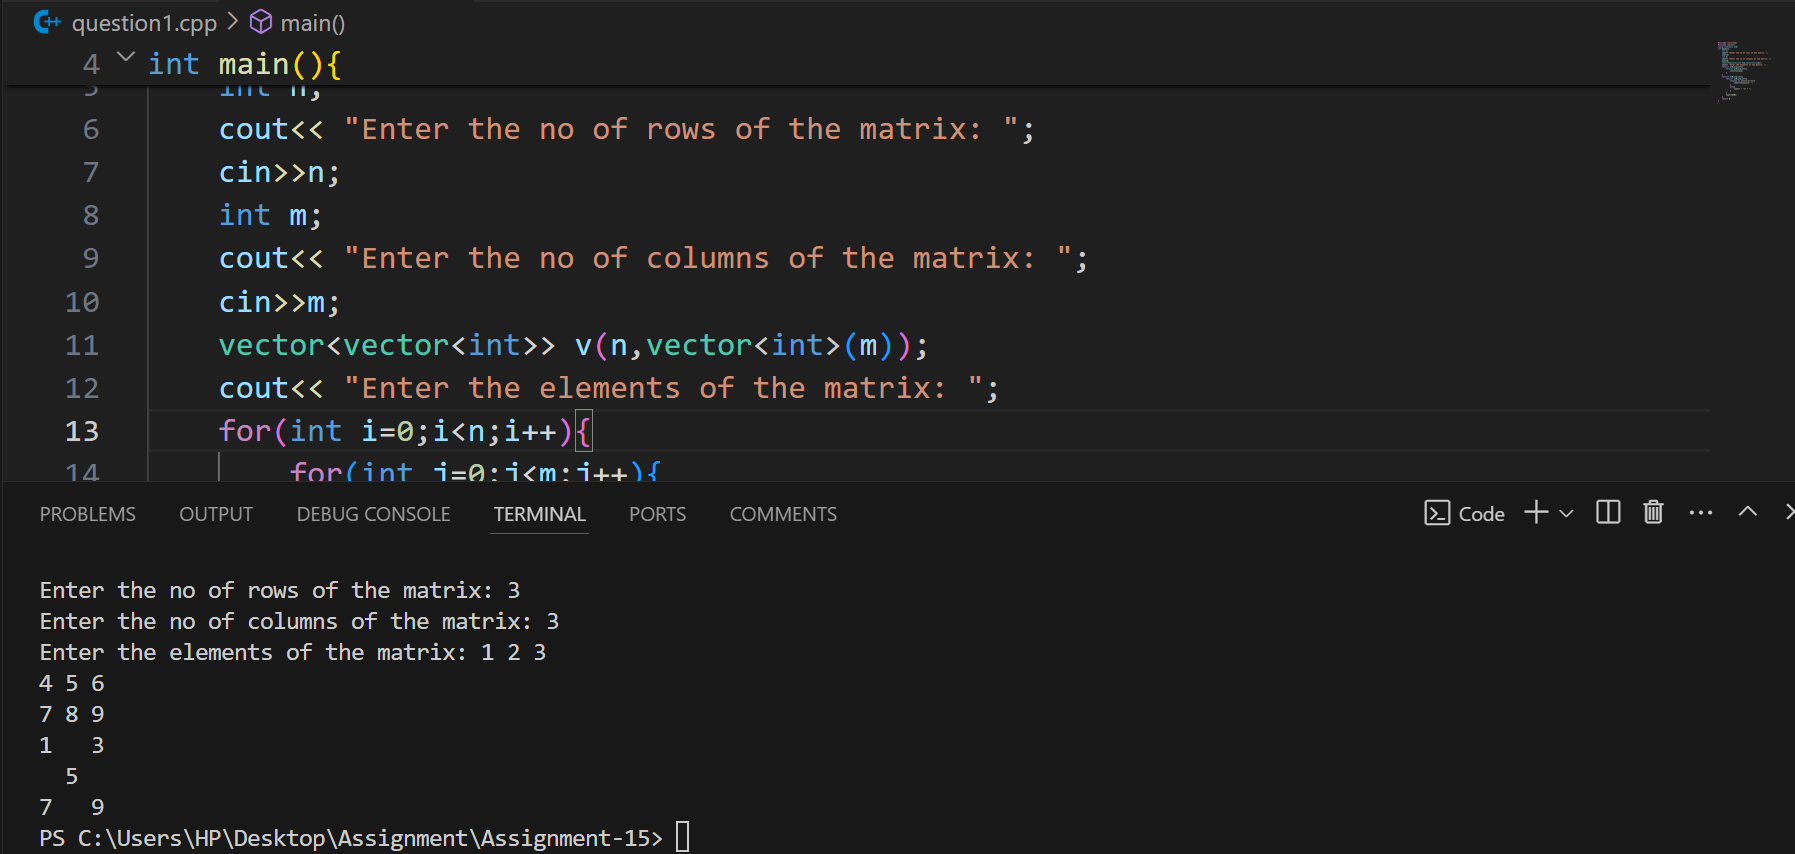 question1.cpp > main()
4 int main(){
5 int n;
6 cout<< "Enter the no of rows of the matrix: ";
7 cin>>n;
8 int m;
9 cout<< "Enter the no of columns of the matrix: ";
10 cin>>m;
11 vector<vector<int>> v(n,vector<int>(m));
12 cout<< "Enter the elements of the matrix: ";
13 for(int i=0;i<n;i++){
14 for(int j=0;j<m;j++){
PROBLEMS OUTPUT DEBUG CONSOLE TERMINAL PORTS COMMENTS Code
Enter the no of rows of the matrix: 3
Enter the no of columns of the matrix: 3
Enter the elements of the matrix: 1 2 3
4 5 6
7 8 9
1   3
  5
7   9
PS C:\Users\HP\Desktop\Assignment\Assignment-15>